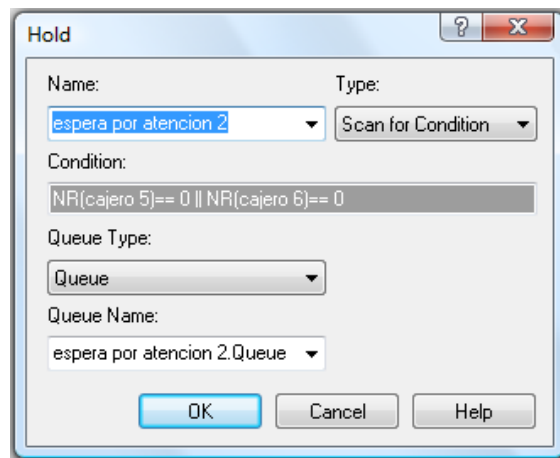 Hold
Name: Type:
espera por atencion 2 Scan for Condition
Condition:
NR(cajero 5)== 0 || NR(cajero 6)== 0
Queue Type:
Queue
Queue Name:
espera por atencion 2.Queue
OK Cancel Help